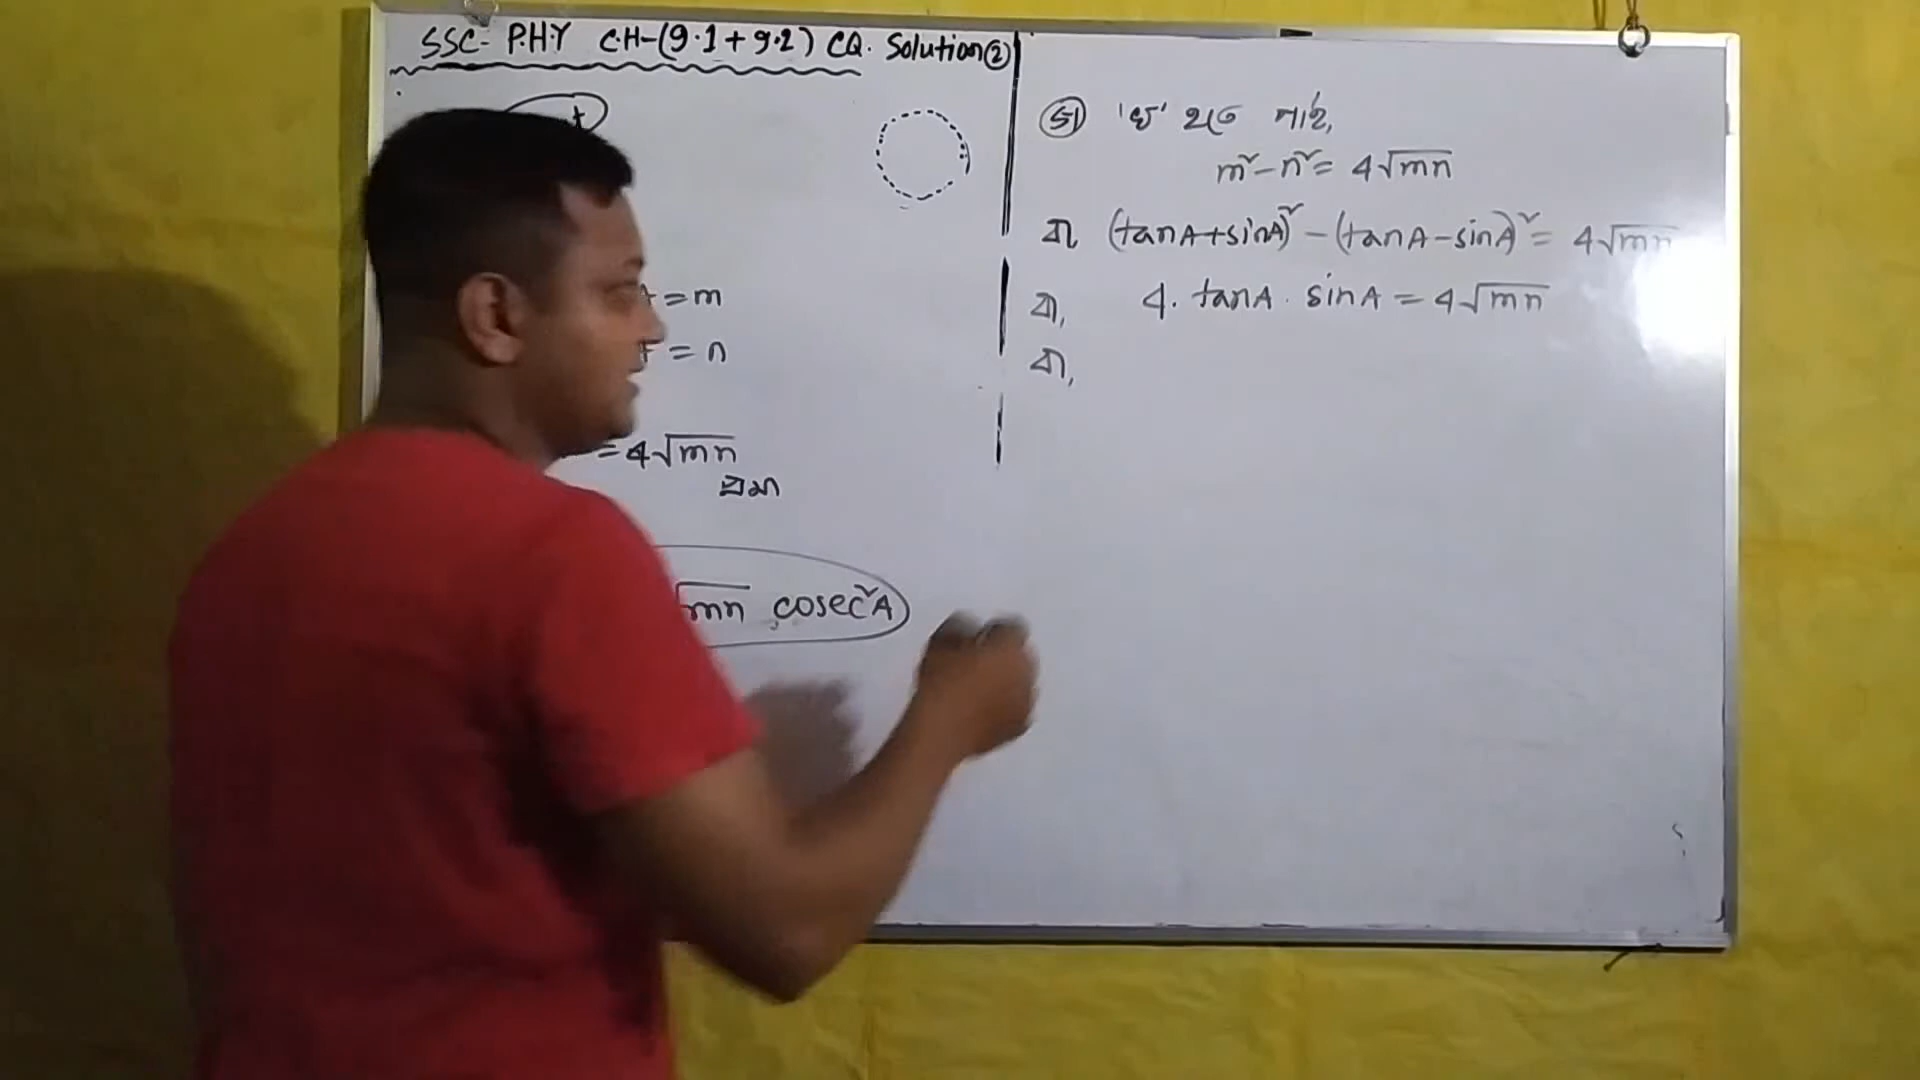 SSC- P.H.Y CH-(9.1+9.2) CQ. Solution②
t
= m
= n
= 4√mn
√mn cosec²A
গ 'খ' হতে পাই,
m² - n² = 4√mn
বা (tanA+sinA)² - (tanA-sinA)² = 4√mn
বা, 4. tanA. sinA = 4√mn
বা,